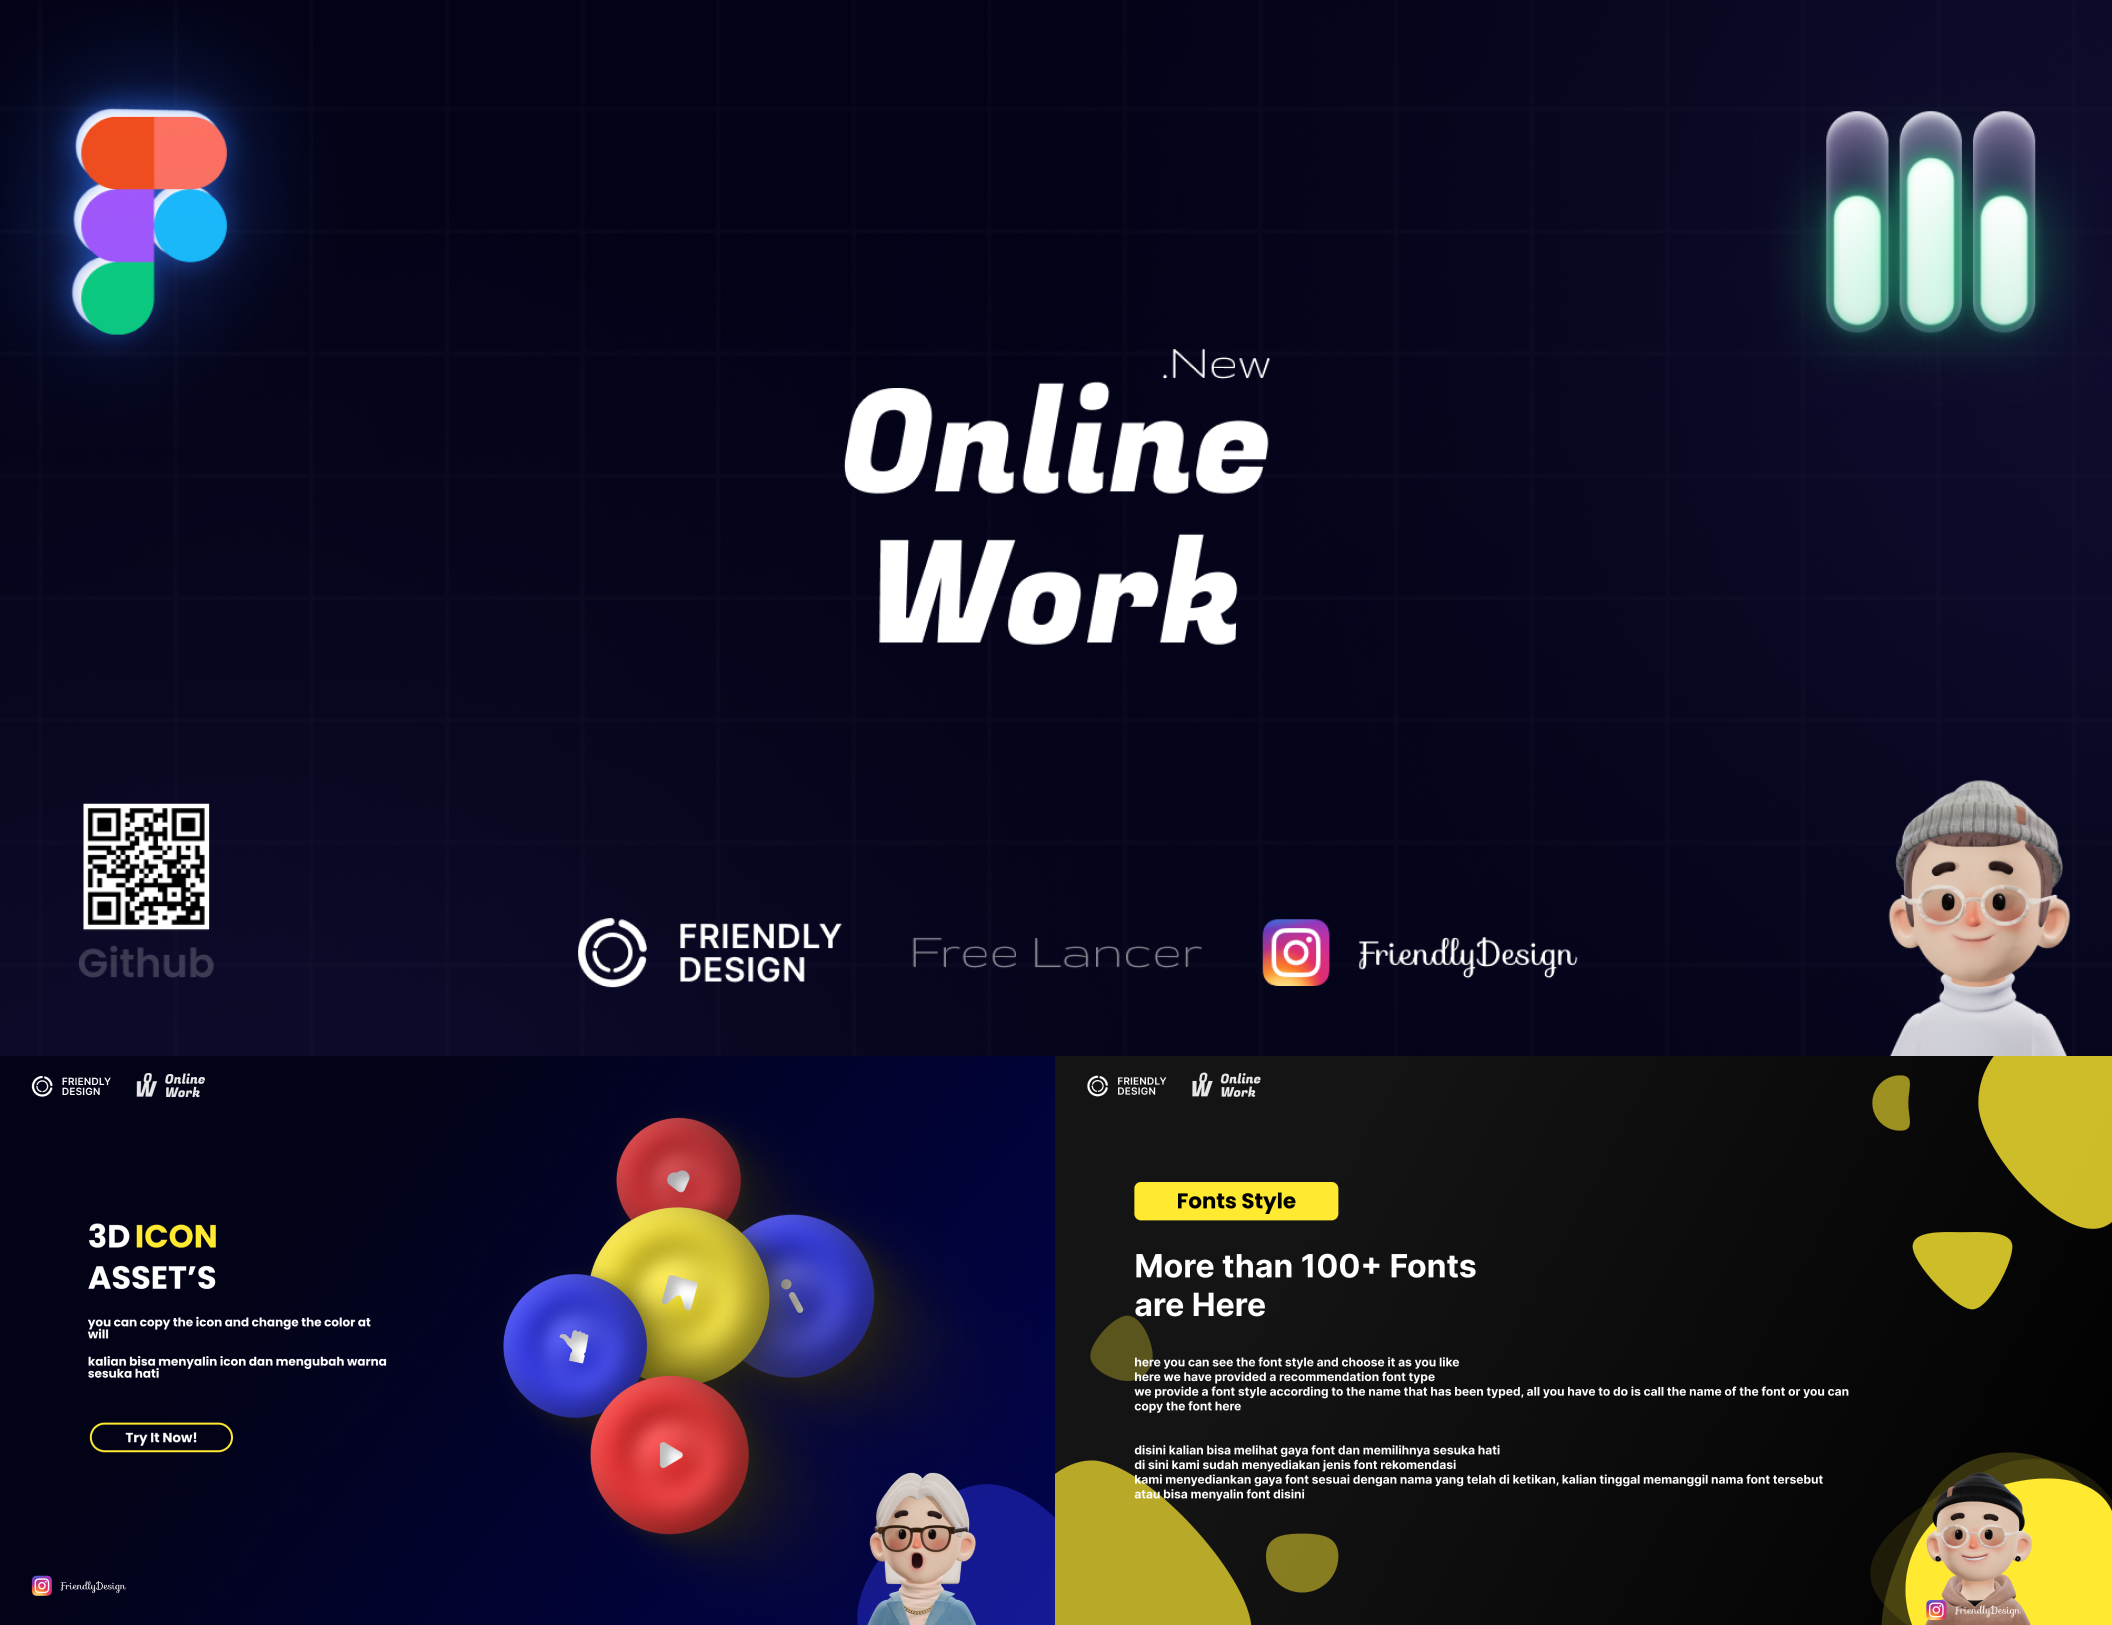 .New
Online
Work
Github
FRIENDLY
DESIGN
Free Lancer
FriendlyDesign
FRIENDLY
DESIGN
Online
Work
3D ICON
ASSET'S
you can copy the icon and change the color at
will
kalian bisa menyalin icon dan mengubah warna
sesuka hati
Try It Now!
FriendlyDesign
FRIENDLY
DESIGN
Online
Work
Fonts Style
More than 100+ Fonts
are Here
here you can see the font style and choose it as you like
here we have provided a recommendation font type
we provide a font style according to the name that has been typed, all you have to do is call the name of the font or you can
copy the font here
disini kalian bisa melihat gaya font dan memilihnya sesuka hati
di sini kami sudah menyediakan jenis font rekomendasi
kami menyediankan gaya font sesuai dengan nama yang telah di ketikan, kalian tinggal memanggil nama font tersebut
atau bisa menyalin font disini
FriendlyDesign